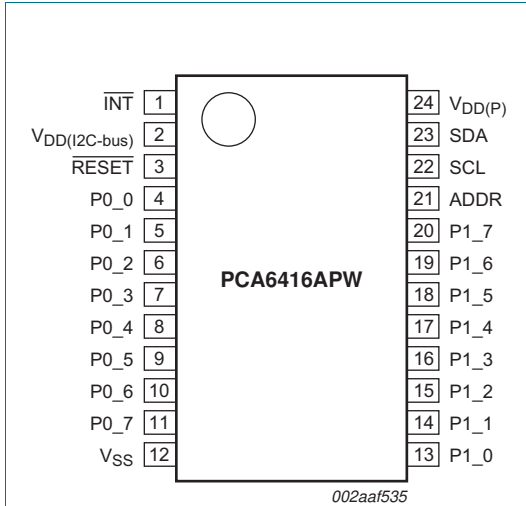 INT 1
VDD(I2C-bus) 2
RESET 3
P0_0 4
P0_1 5
P0_2 6
P0_3 7
P0_4 8
P0_5 9
P0_6 10
P0_7 11
VSS 12
PCA6416APW
24 VDD(P)
23 SDA
22 SCL
21 ADDR
20 P1_7
19 P1_6
18 P1_5
17 P1_4
16 P1_3
15 P1_2
14 P1_1
13 P1_0
002aaf535